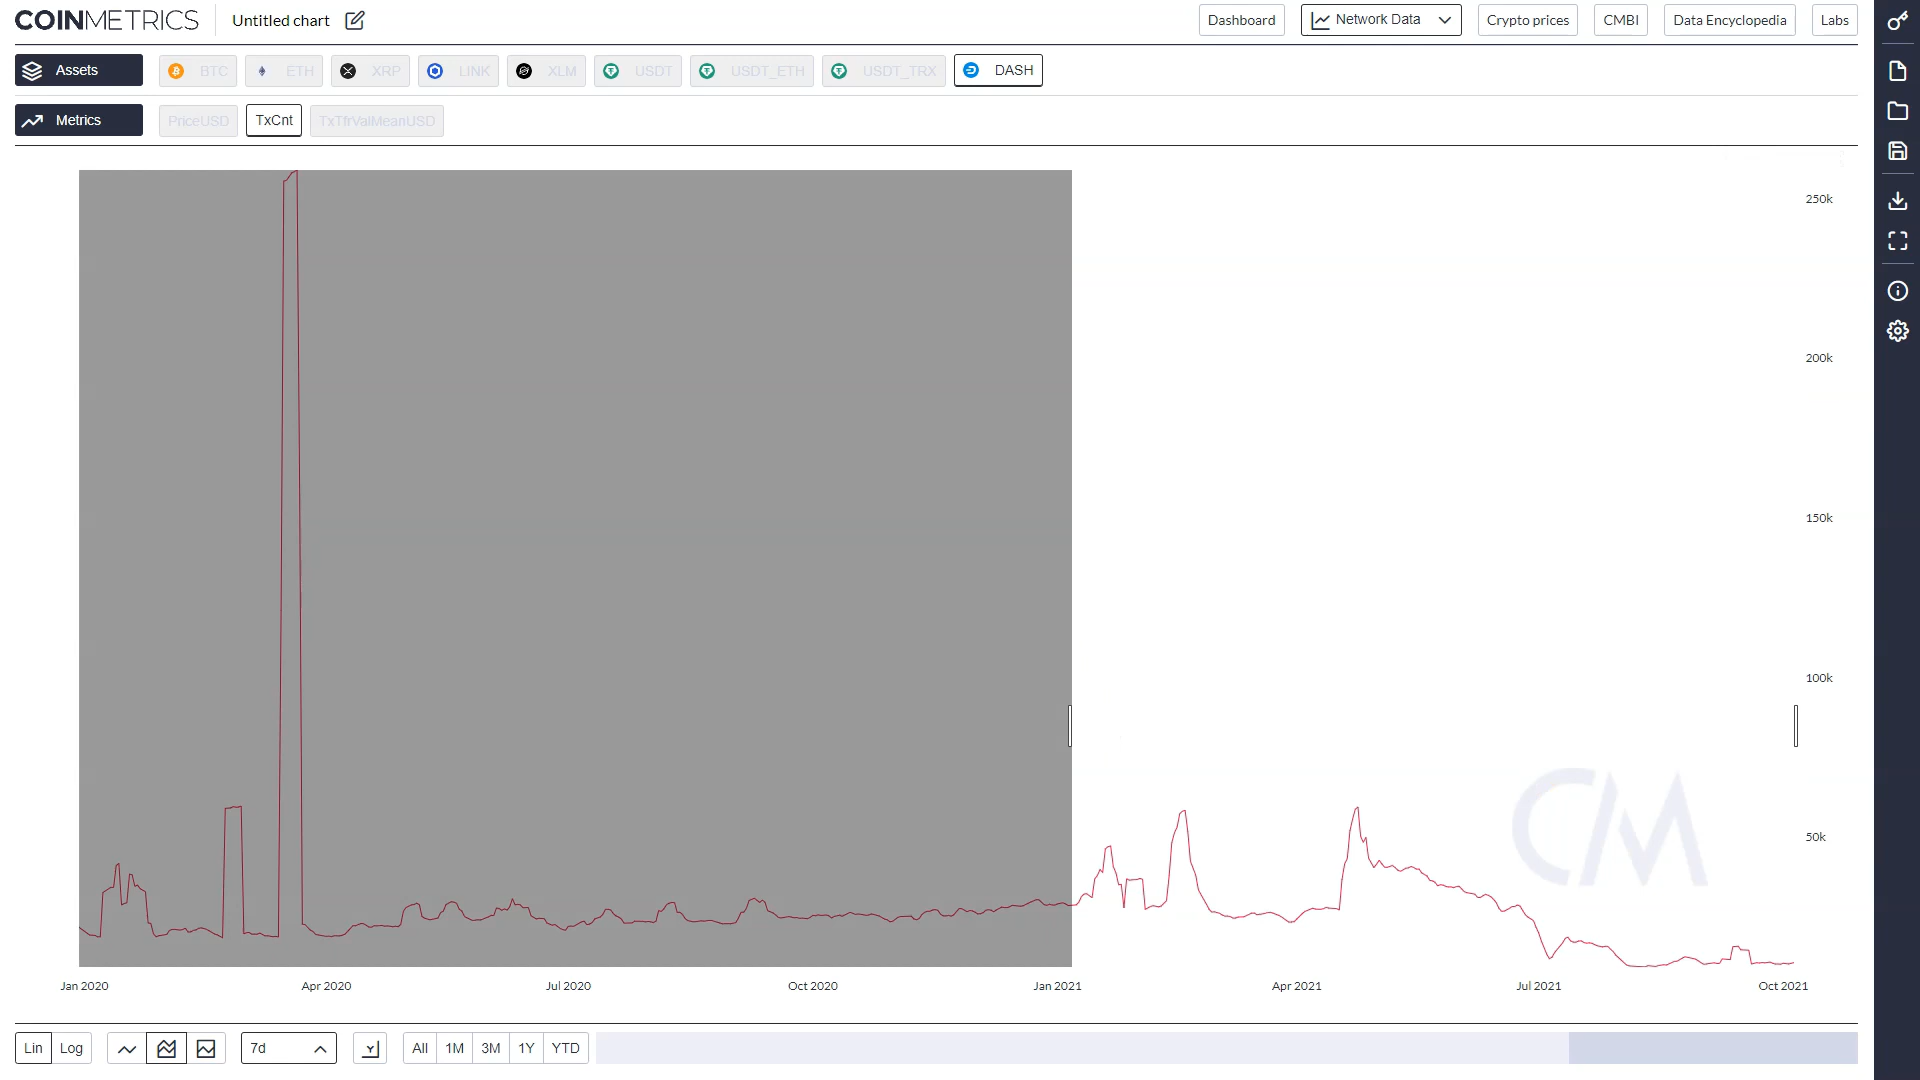 COINMETRICS Untitled chart Dashboard Network Data Crypto prices CMBI Data Encyclopedia Labs
Assets BTC ETH XRP LINK XLM USDT USDT_ETH USDT_TRX DASH
Metrics PriceUSD TxCnt TxTfrValMeanUSD
250k
200k
150k
100k
50k
CM
Jan 2020 Apr 2020 Jul 2020 Oct 2020 Jan 2021 Apr 2021 Jul 2021 Oct 2021
Lin Log 7d All 1M 3M 1Y YTD